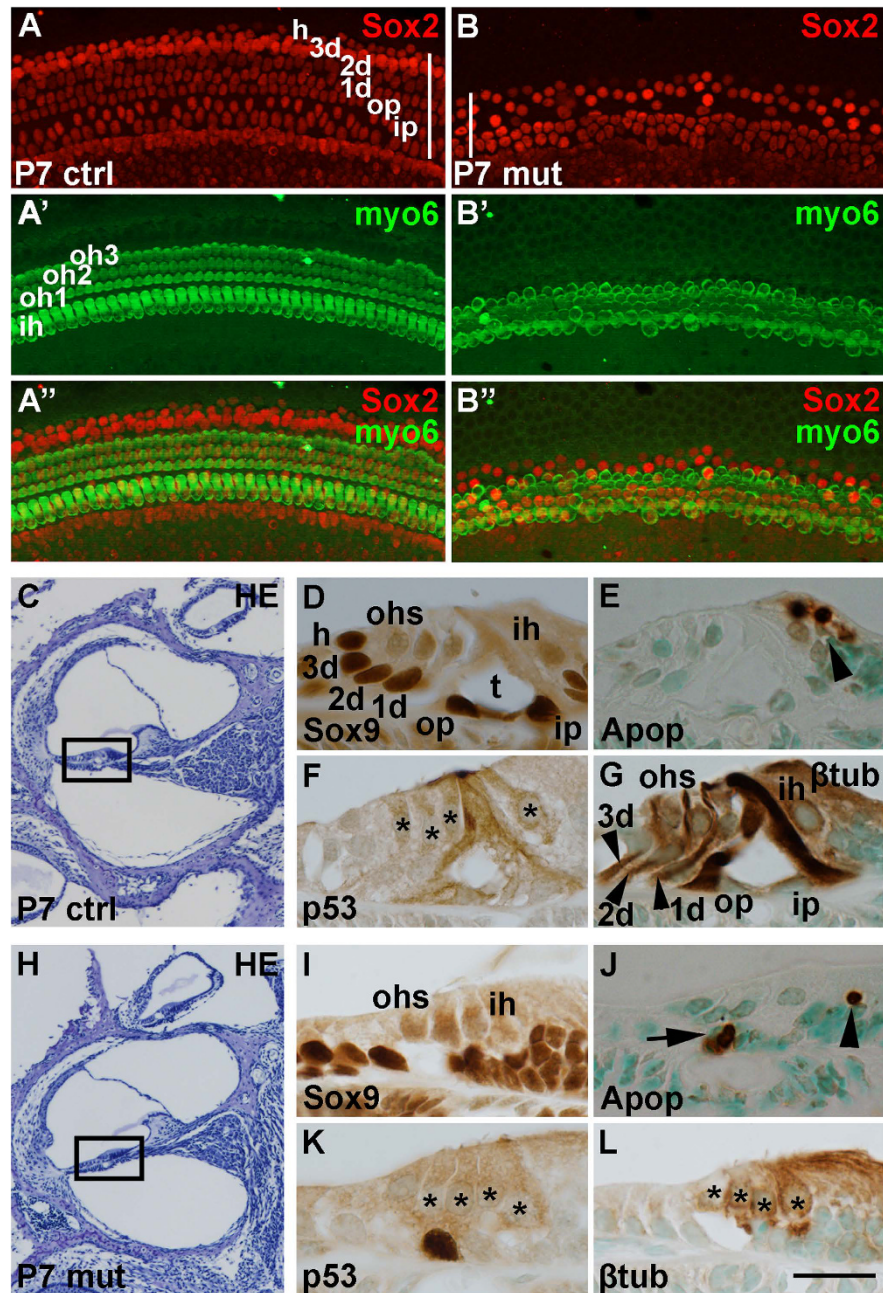 A Sox2
h
3d
2d
1d
op
ip
P7 ctrl
B Sox2
P7 mut
A' myo6
oh3
oh2
oh1
ih
B' myo6
A" Sox2
myo6
B" Sox2
myo6
C HE
P7 ctrl
D ohs ih
h
3d
2d 1d t
op ip
Sox9
E
Apop
F
* * * *
p53
G ohs ih βtub
3d
2d 1d op ip
H HE
P7 mut
I ohs ih
Sox9
J
Apop
K
* * * *
p53
L
* * * *
βtub